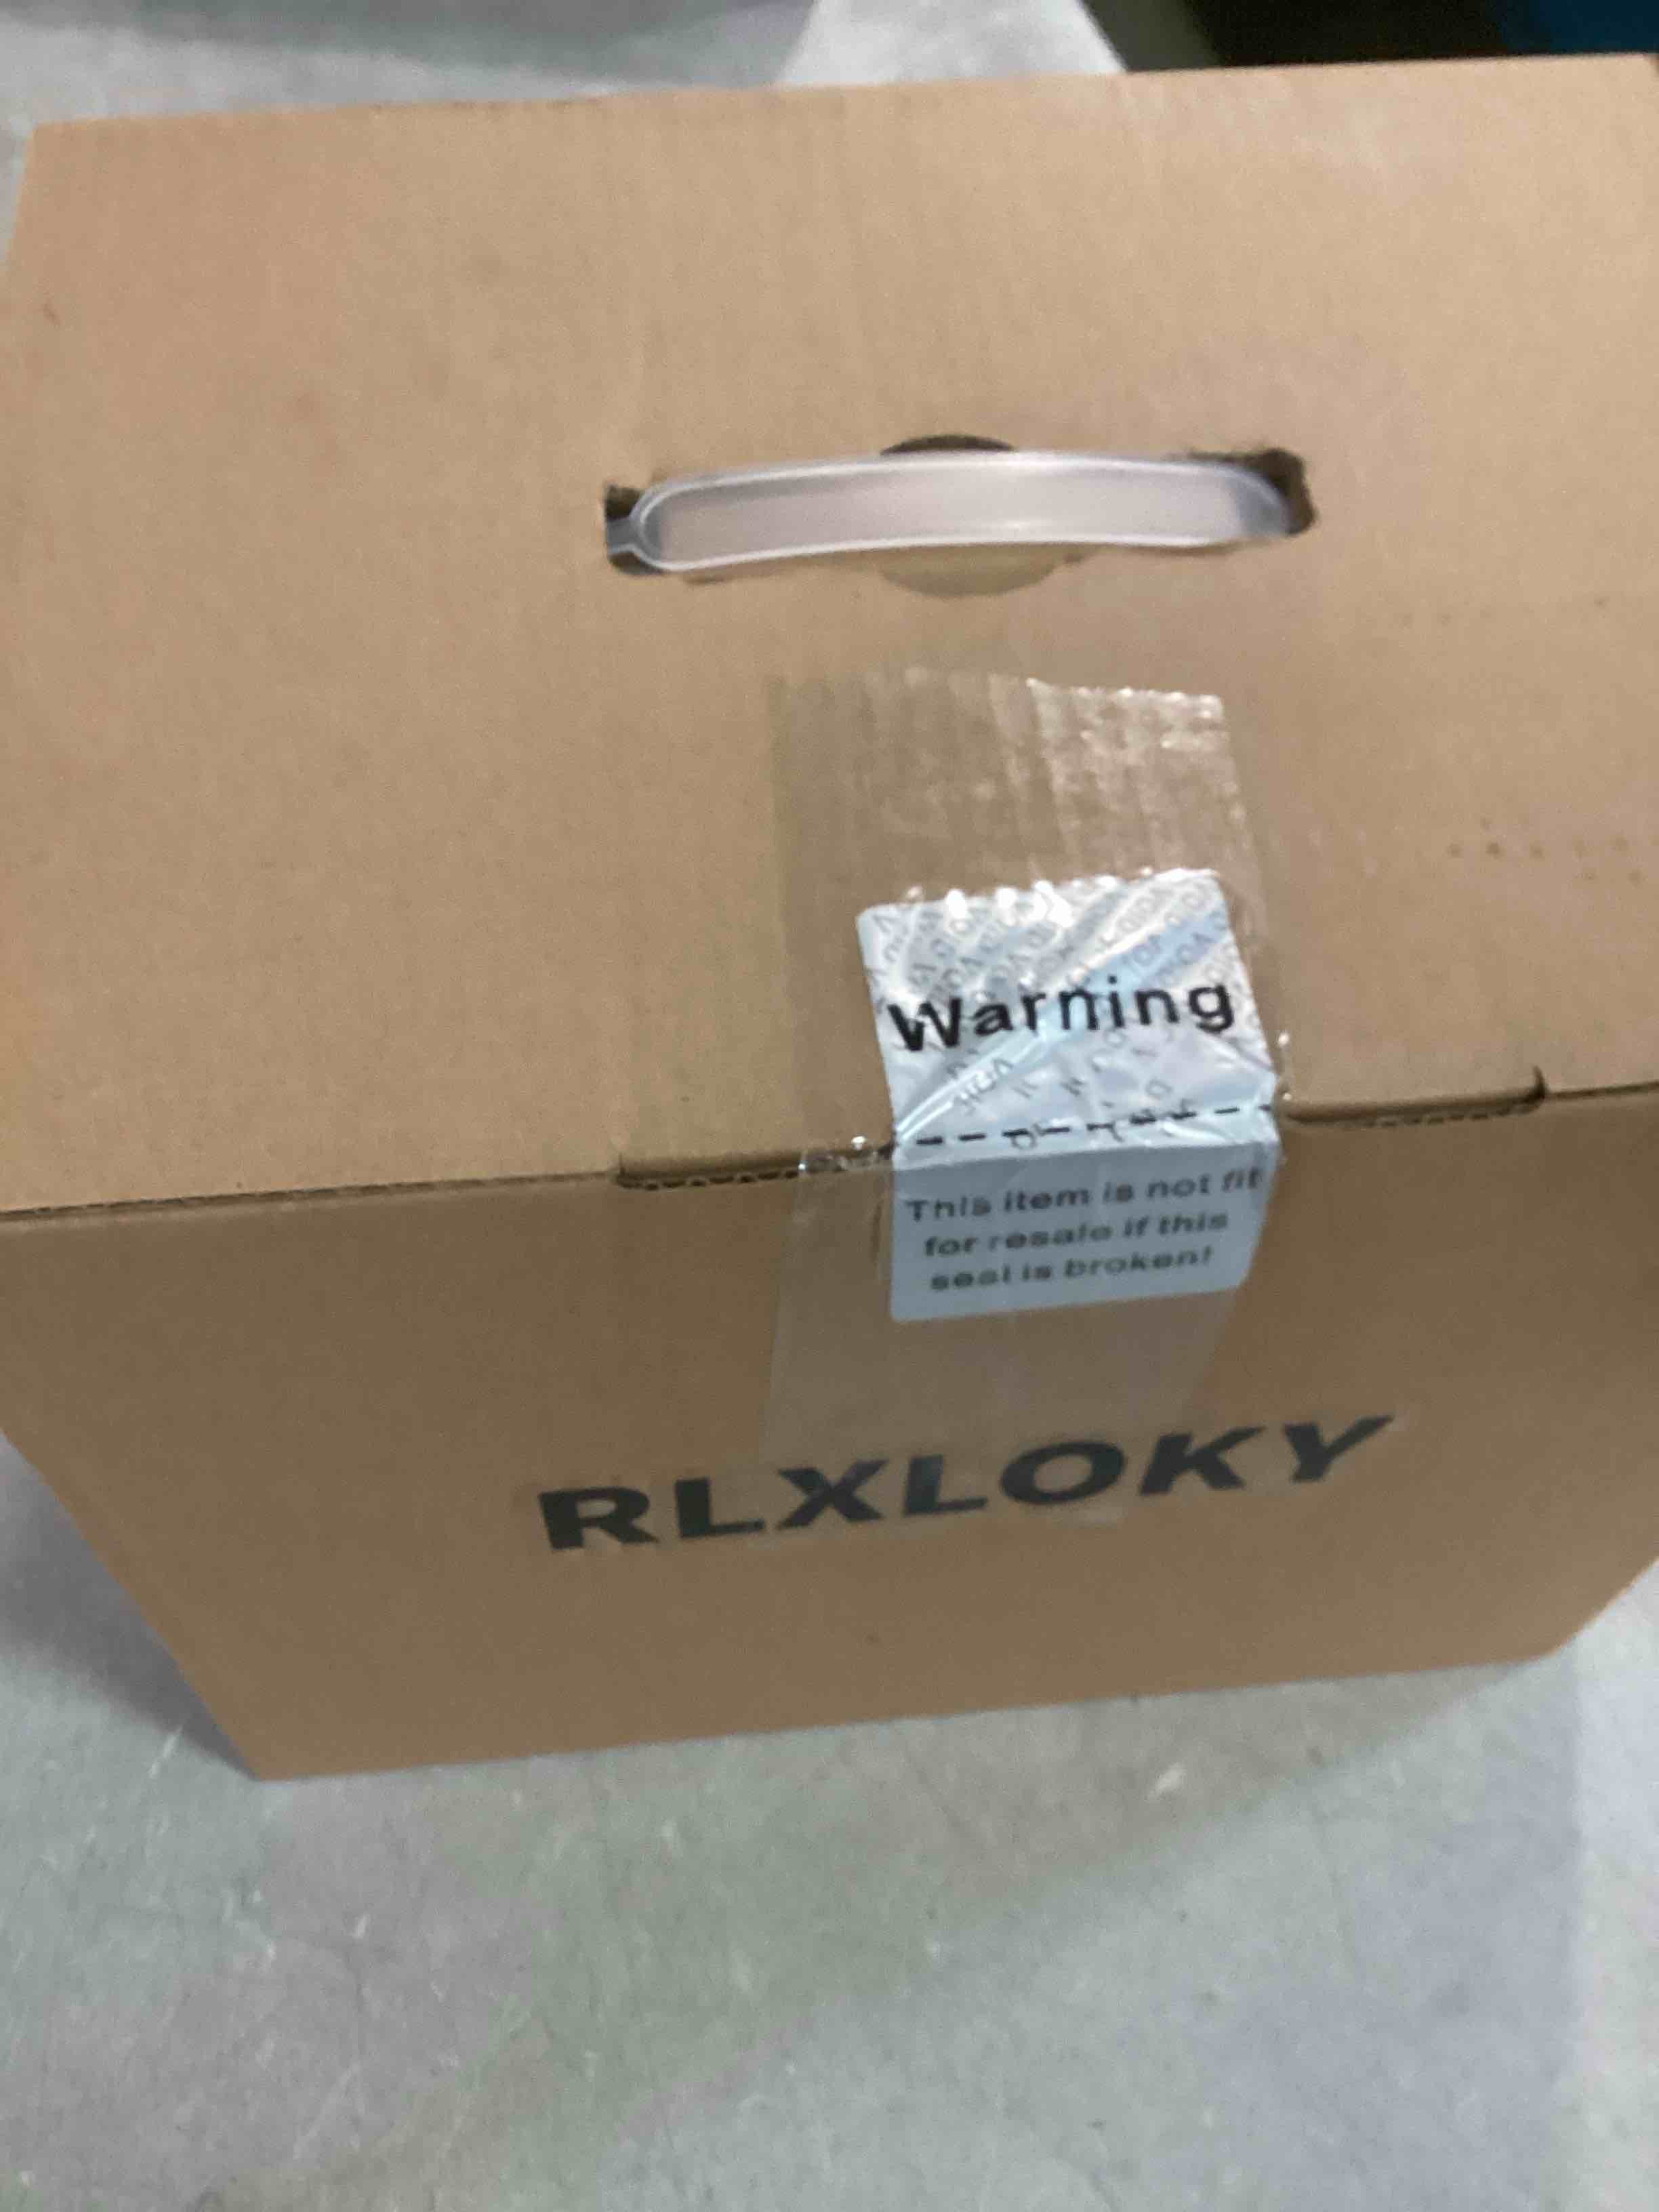 Warning
This item is not fit
for resale if this
seal is broken!
RLXLOKY